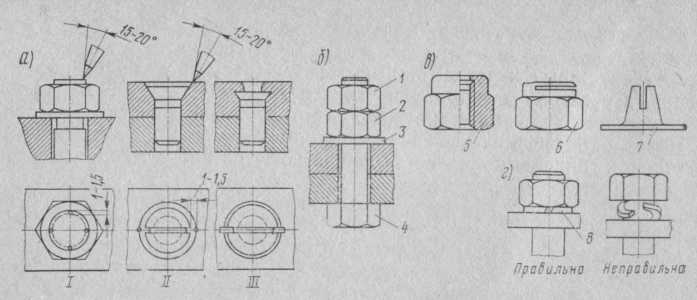 а)
15-20°
15-20°
б)
1
2
3
4
в)
5
6
7
г)
8
1-1,5
1-1,5
I
II
III
Правильно
Неправильно